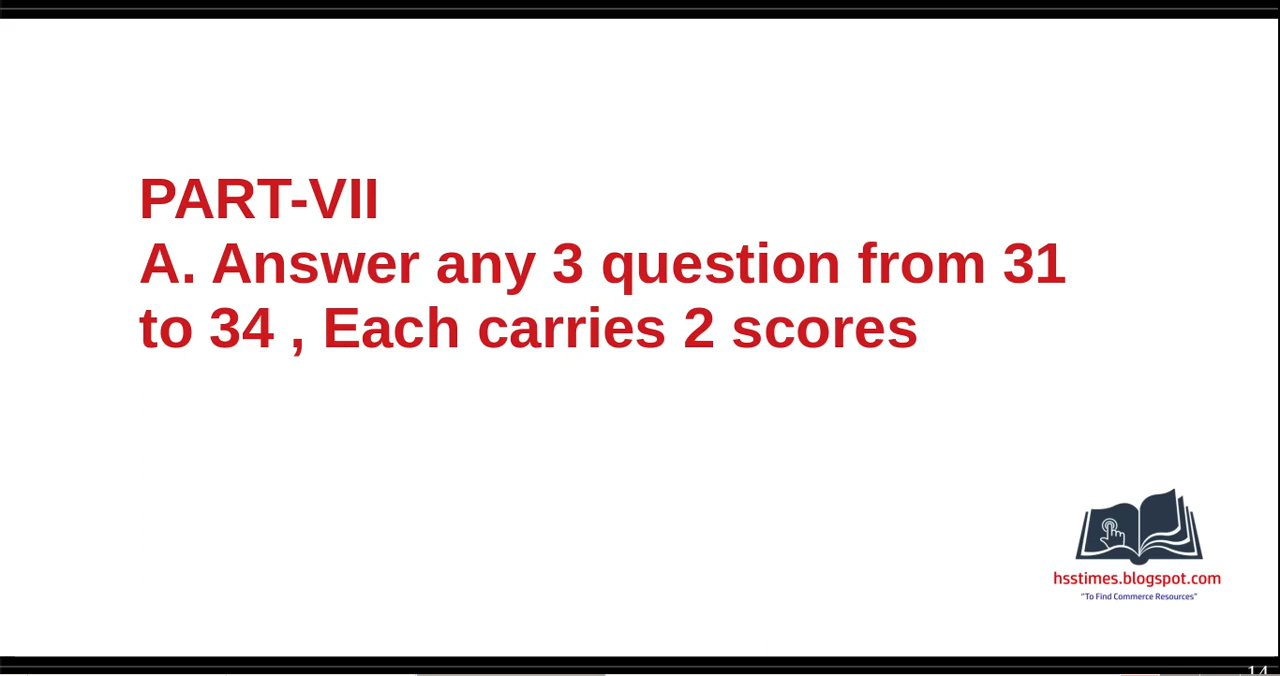 PART-VII
A. Answer any 3 question from 31
to 34 , Each carries 2 scores
hsstimes.blogspot.com
"To Find Commerce Resources"
14